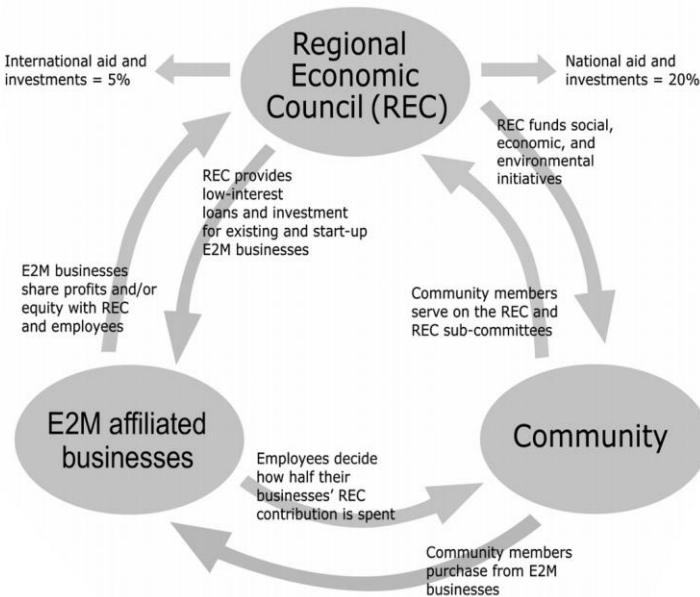 Regional
Economic
Council (REC)
International aid and
investments = 5%
National aid and
investments = 20%
REC funds social,
economic, and
environmental
initiatives
REC provides
low-interest
loans and investment
for existing and start-up
E2M businesses
E2M businesses
share profits and/or
equity with REC
and employees
Community members
serve on the REC and
REC sub-committees
E2M affiliated
businesses
Community
Employees decide
how half their
businesses’ REC
contribution is spent
Community members
purchase from E2M
businesses